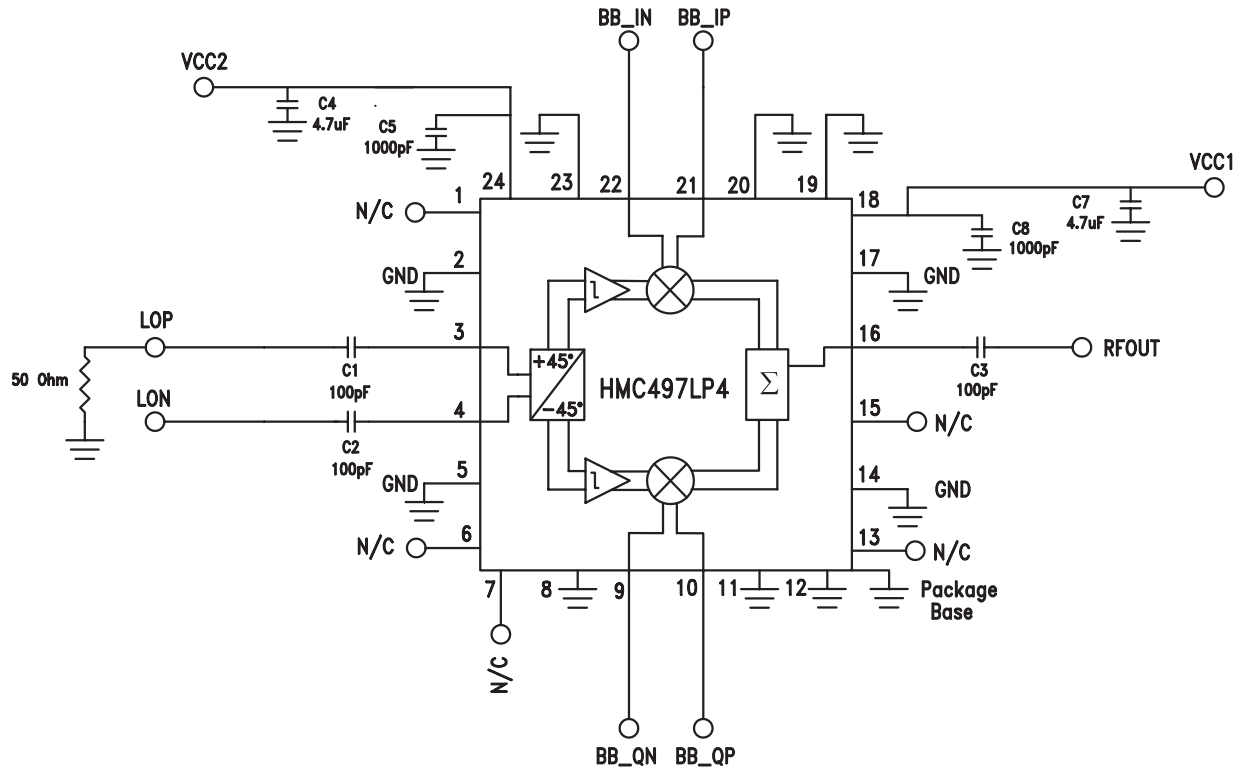 BB_IN
BB_IP
VCC2
C4
4.7uF
C5
1000pF
VCC1
C7
4.7uF
C8
1000pF
24
23
22
21
20
19
1
N/C
18
2
GND
17
GND
LOP
3
C1
100pF
50 Ohm
LON
4
C2
100pF
+45°
-45°
HMC497LP4
Σ
16
C3
100pF
RFOUT
15
N/C
5
GND
14
GND
6
N/C
13
N/C
7
8
9
10
11
12
Package
Base
N/C
BB_QN
BB_QP